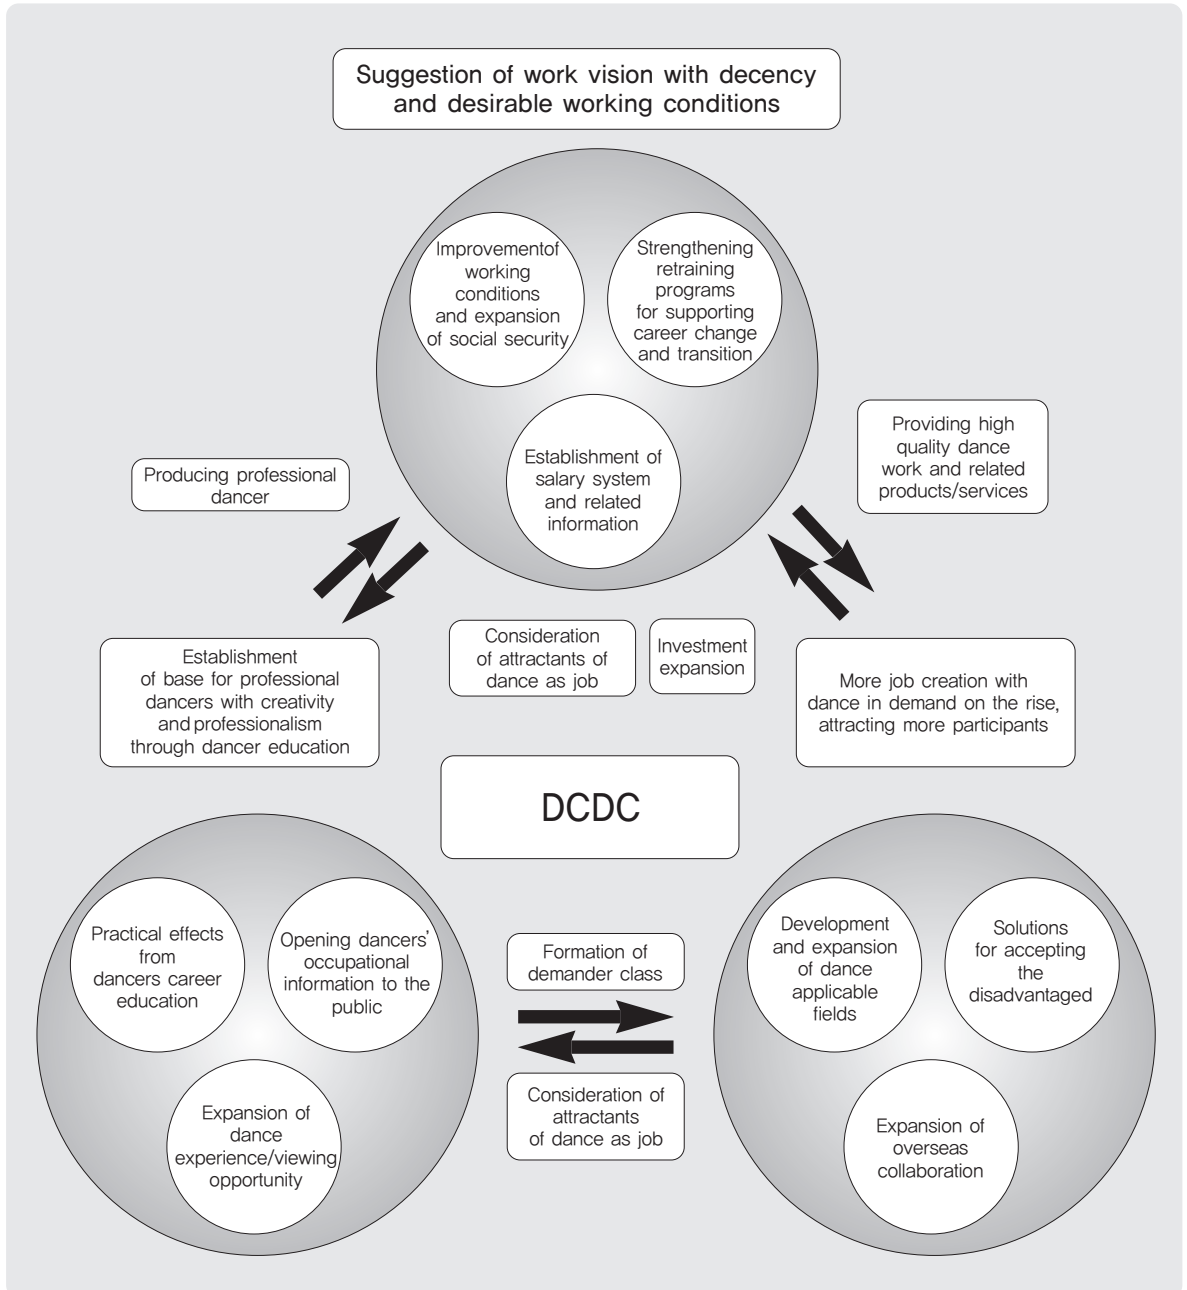 Suggestion of work vision with decency
and desirable working conditions
Improvementof
working
conditions
and expansion
of social security
Strengthening
retraining
programs
for supporting
career change
and transition
Establishment of
salary system
and related
information
Producing professional
dancer
Providing high
quality dance
work and related
products/services
Establishment
of base for professional
dancers with creativity
and professionalism
through dancer education
Consideration
of attractants of
dance as job
Investment
expansion
More job creation with
dance in demand on the rise,
attracting more participants
DCDC
Practical effects
from
dancers career
education
Opening dancers'
occupational
information to the
public
Expansion of
dance
experience/viewing
opportunity
Formation of
demander class
Consideration of
attractants
of dance as job
Development
and expansion
of dance
applicable
fields
Solutions
for accepting
the
disadvantaged
Expansion of
overseas
collaboration